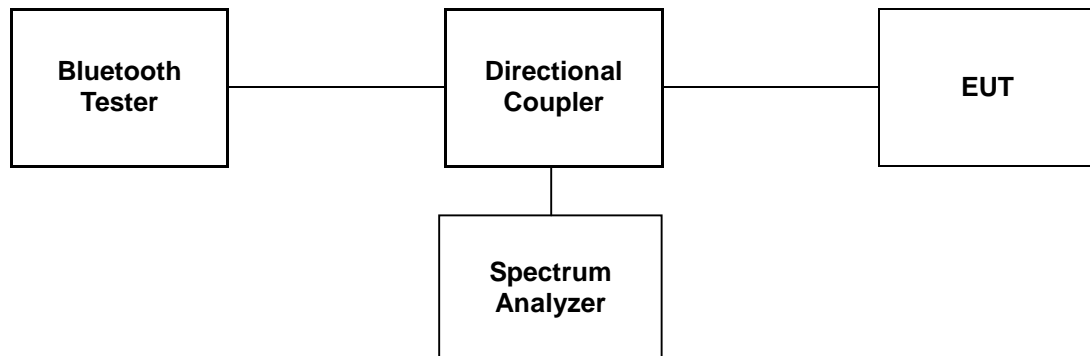 Bluetooth
Tester
Directional
Coupler
EUT
Spectrum
Analyzer